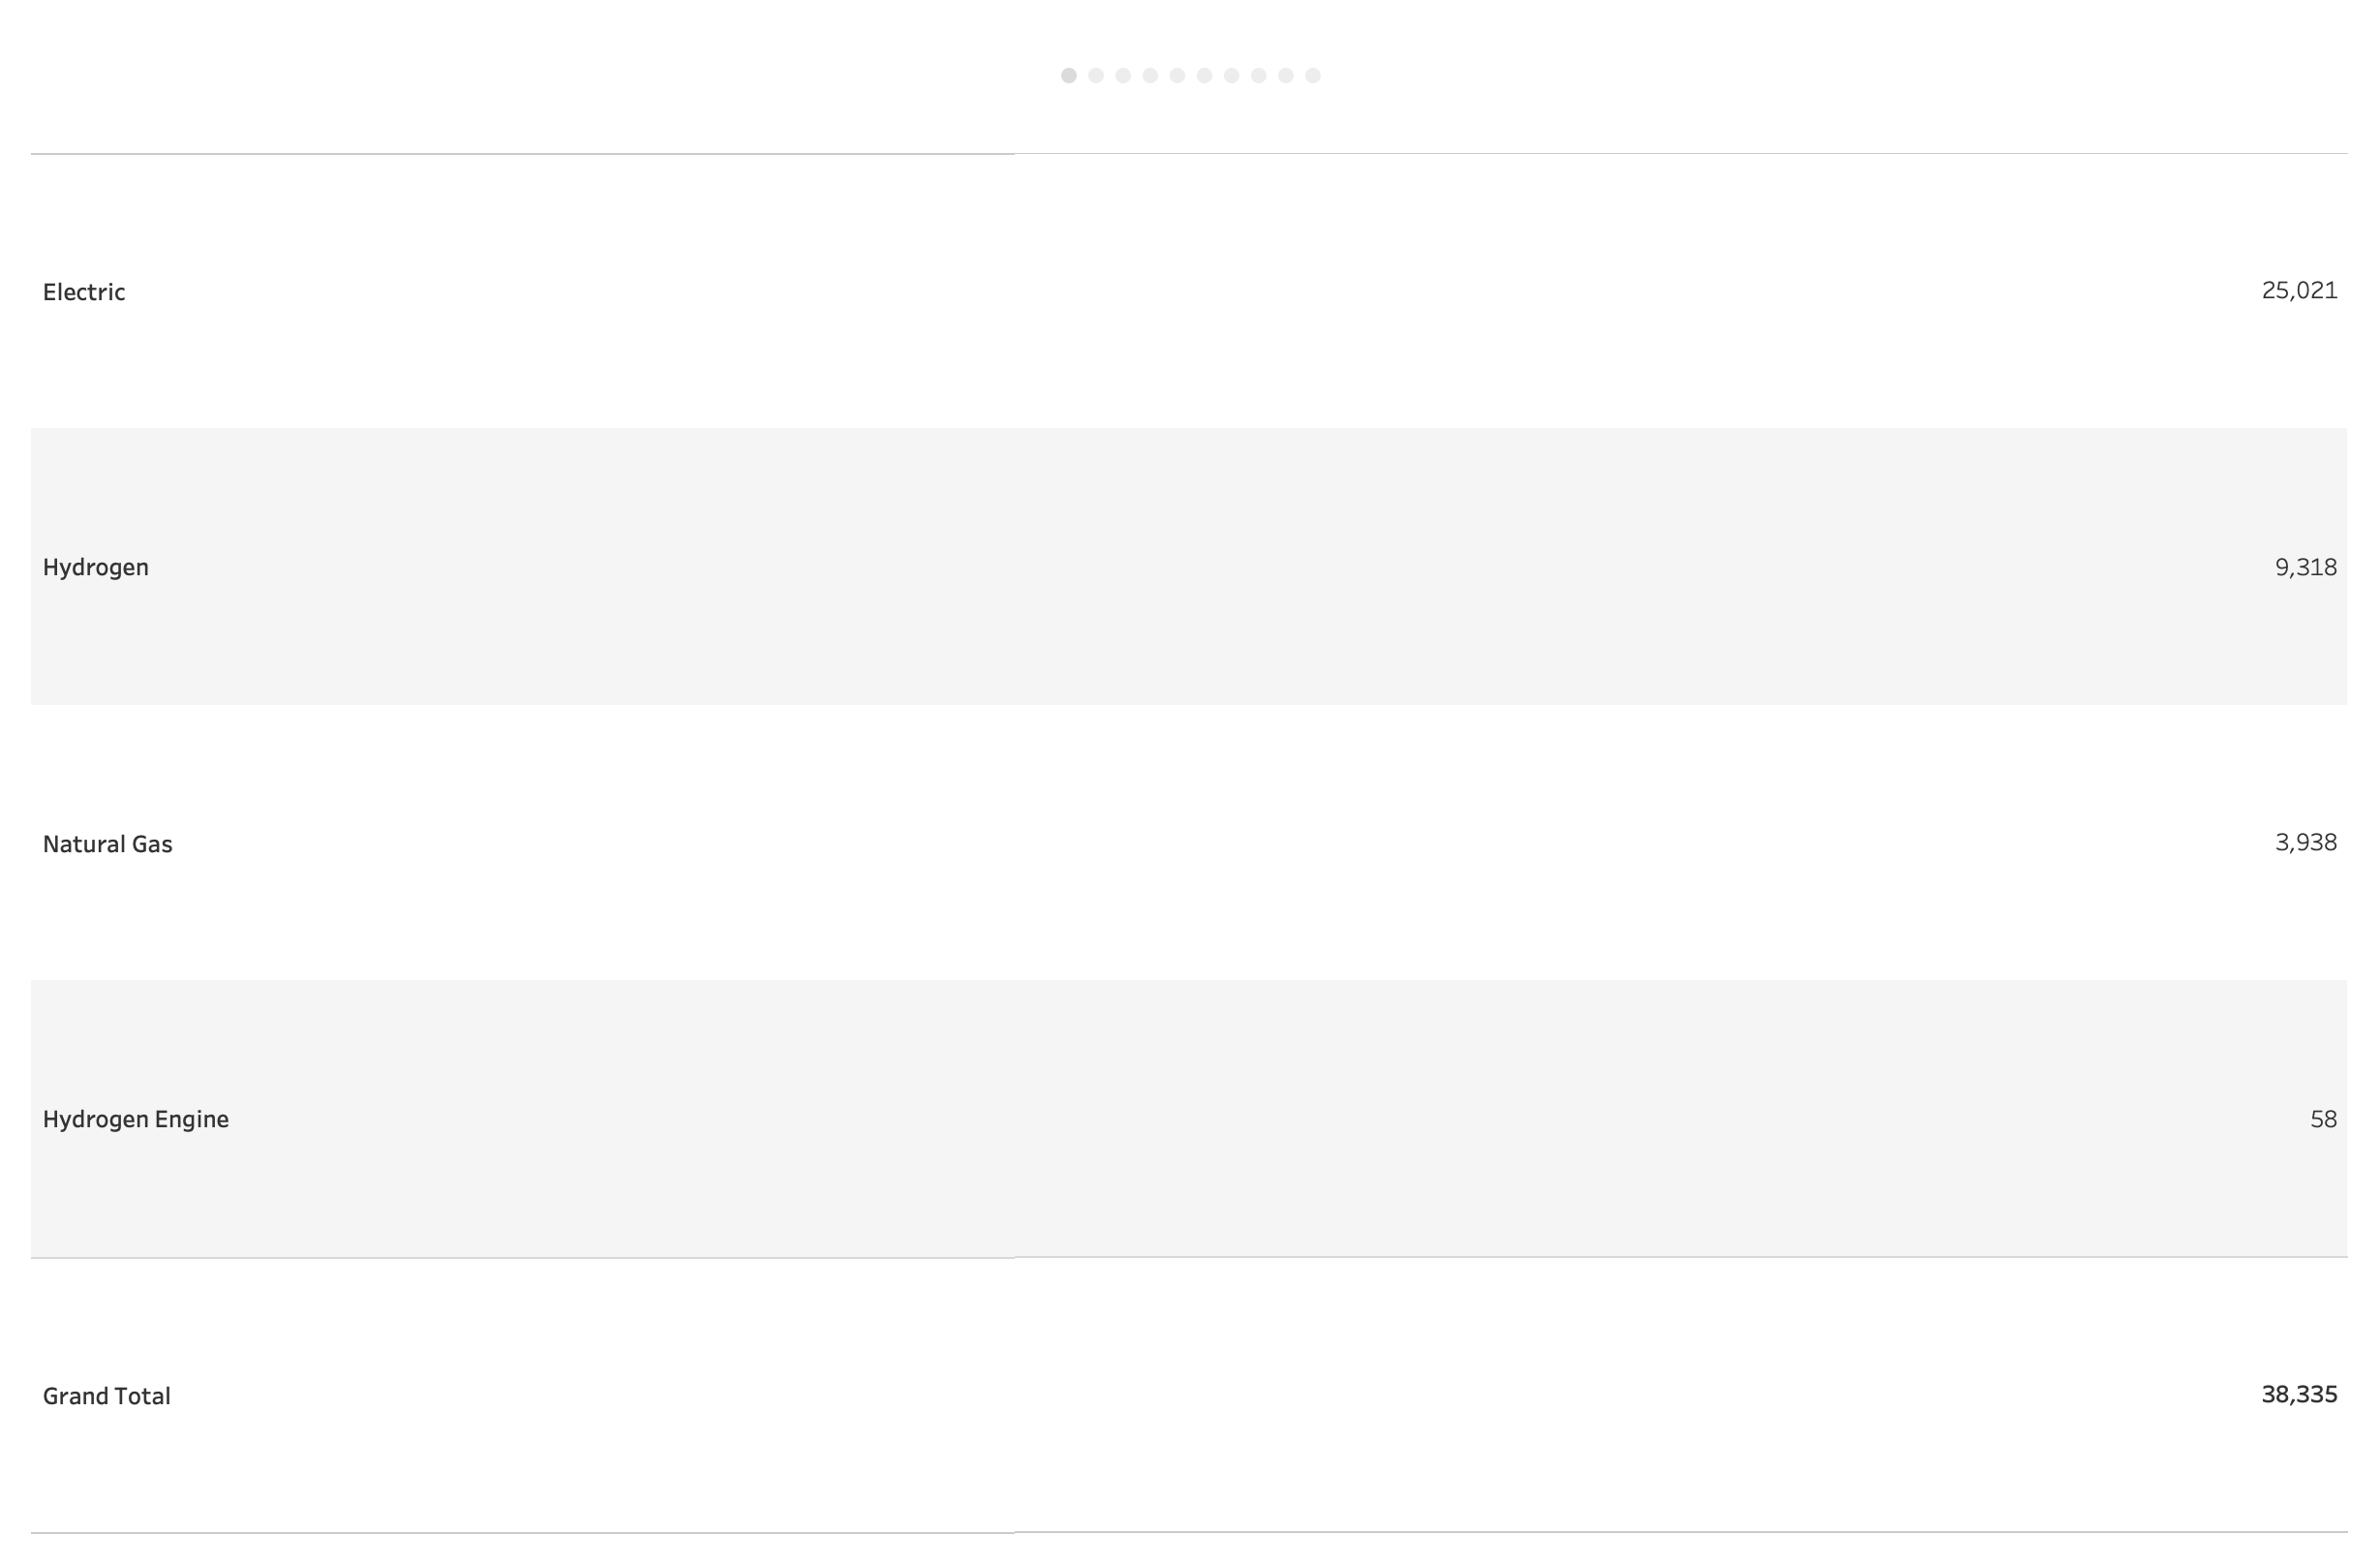 Electric 25,021
Hydrogen 9,318
Natural Gas 3,938
Hydrogen Engine 58
Grand Total 38,335